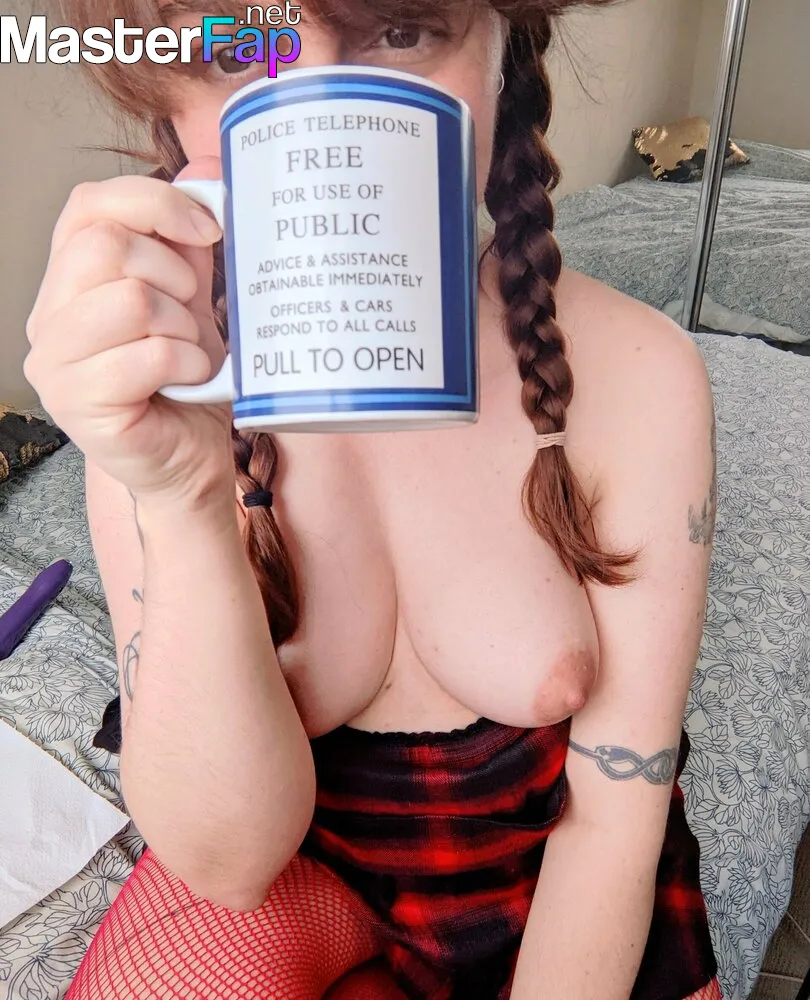 MasterFap.net
POLICE TELEPHONE
FREE
FOR USE OF
PUBLIC
ADVICE & ASSISTANCE
OBTAINABLE IMMEDIATELY
OFFICERS & CARS
RESPOND TO ALL CALLS
PULL TO OPEN